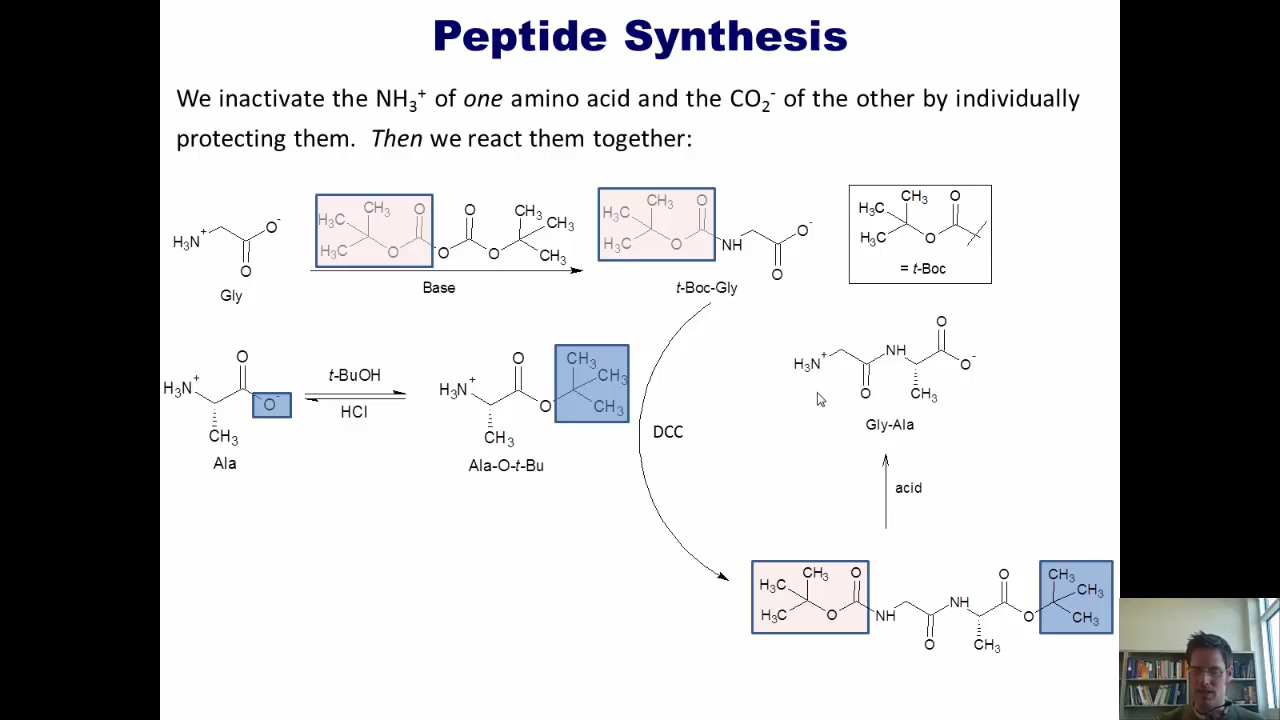 Peptide Synthesis
We inactivate the NH₃⁺ of one amino acid and the CO₂⁻ of the other by individually
protecting them. Then we react them together:
H₃C CH₃ O O CH₃ CH₃
H₃N⁺ O⁻ O H₃C O O O CH₃
Gly
Base
H₃C CH₃ O H₃C O NH O O⁻
t-Boc-Gly
H₃C CH₃ O H₃C O
= t-Boc
H₃N⁺ O O⁻ CH₃
Ala
t-BuOH
HCl
H₃N⁺ O O CH₃ CH₃ CH₃ CH₃
Ala-O-t-Bu
DCC
H₃N⁺ O NH O O⁻ CH₃
Gly-Ala
acid
H₃C CH₃ O H₃C O NH O NH CH₃ O O CH₃ CH₃ CH₃